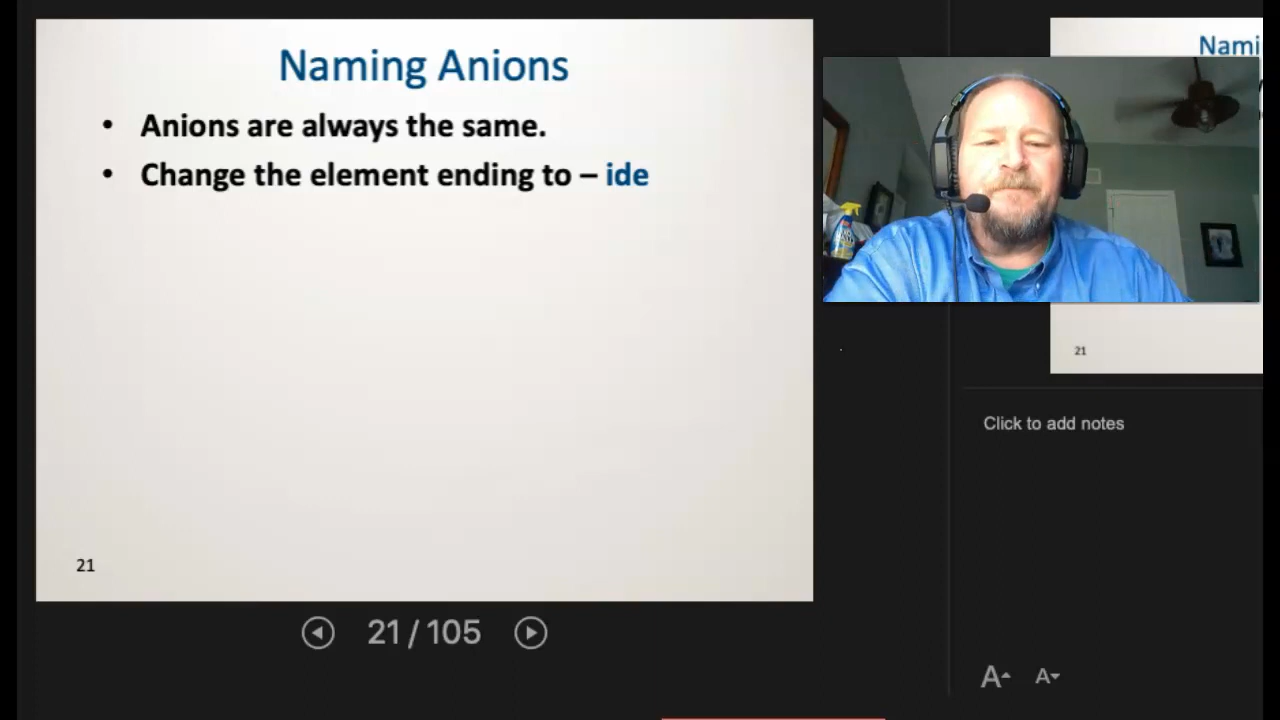 Naming Anions
• Anions are always the same.
• Change the element ending to – ide
21
21 / 105
Nami
21
Click to add notes
A
A